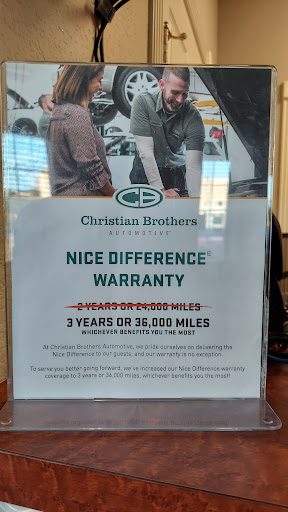 CB
Christian Brothers
AUTOMOTIVE
NICE DIFFERENCE®
WARRANTY
2 YEARS OR 24,000 MILES
3 YEARS OR 36,000 MILES
WHICHEVER BENEFITS YOU THE MOST
At Christian Brothers Automotive, we pride ourselves on delivering the
Nice Difference to our guests, and our warranty is no exception.
To serve you better going forward, we've increased our Nice Difference warranty
coverage to 3 years or 36,000 miles, whichever benefits you the most!